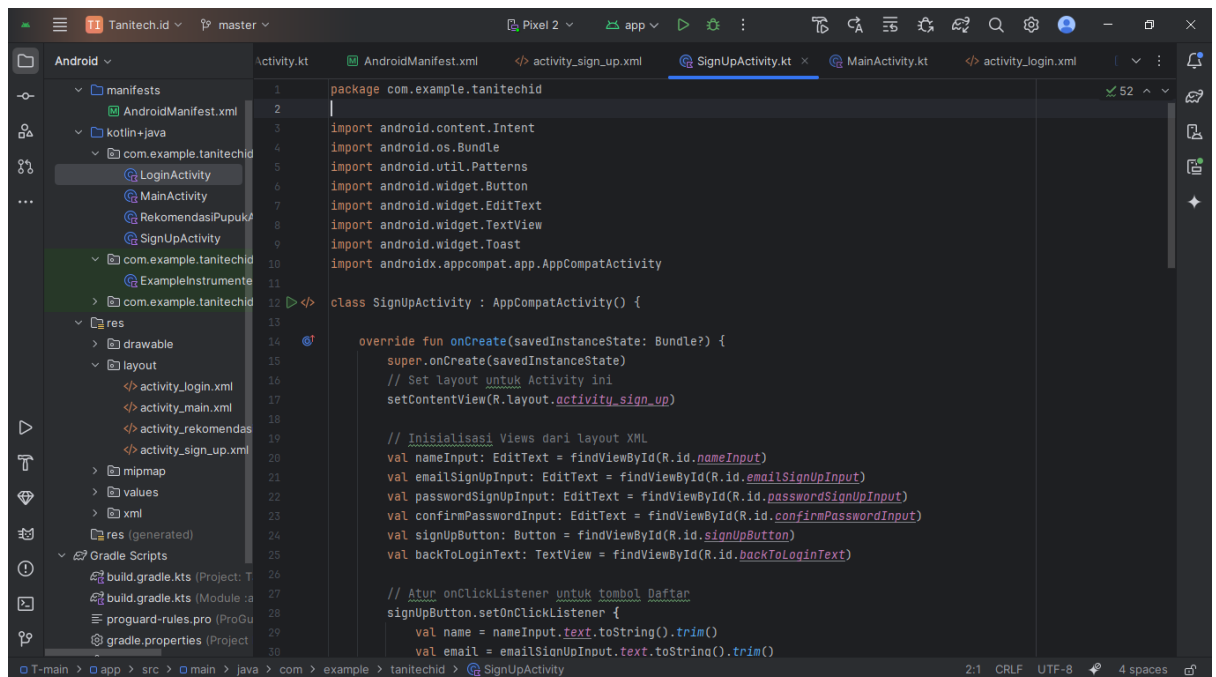 TI Tanitech.id master Pixel 2 app
Android
Activity.kt AndroidManifest.xml activity_sign_up.xml SignUpActivity.kt MainActivity.kt activity_login.xml
manifests
AndroidManifest.xml
kotlin+java
com.example.tanitechid
LoginActivity
MainActivity
RekomendasiPupukA
SignUpActivity
com.example.tanitechid
ExampleInstrumente
com.example.tanitechid
res
drawable
layout
activity_login.xml
activity_main.xml
activity_rekomendas
activity_sign_up.xml
mipmap
values
xml
res (generated)
Gradle Scripts
build.gradle.kts (Project: T
build.gradle.kts (Module :a
proguard-rules.pro (ProGu
gradle.properties (Project
52
1 package com.example.tanitechid
2
3 import android.content.Intent
4 import android.os.Bundle
5 import android.util.Patterns
6 import android.widget.Button
7 import android.widget.EditText
8 import android.widget.TextView
9 import android.widget.Toast
10 import androidx.appcompat.app.AppCompatActivity
11
12 class SignUpActivity : AppCompatActivity() {
13
14 override fun onCreate(savedInstanceState: Bundle?) {
15 super.onCreate(savedInstanceState)
16 // Set layout untuk Activity ini
17 setContentView(R.layout.activity_sign_up)
18
19 // Inisialisasi Views dari layout XML
20 val nameInput: EditText = findViewById(R.id.nameInput)
21 val emailSignUpInput: EditText = findViewById(R.id.emailSignUpInput)
22 val passwordSignUpInput: EditText = findViewById(R.id.passwordSignUpInput)
23 val confirmPasswordInput: EditText = findViewById(R.id.confirmPasswordInput)
24 val signUpButton: Button = findViewById(R.id.signUpButton)
25 val backToLoginText: TextView = findViewById(R.id.backToLoginText)
26
27 // Atur onClickListener untuk tombol Daftar
28 signUpButton.setOnClickListener {
29 val name = nameInput.text.toString().trim()
30 val email = emailSignUpInput.text.toString().trim()
T-main > app > src > main > java > com > example > tanitechid > SignUpActivity 2:1 CRLF UTF-8 4 spaces